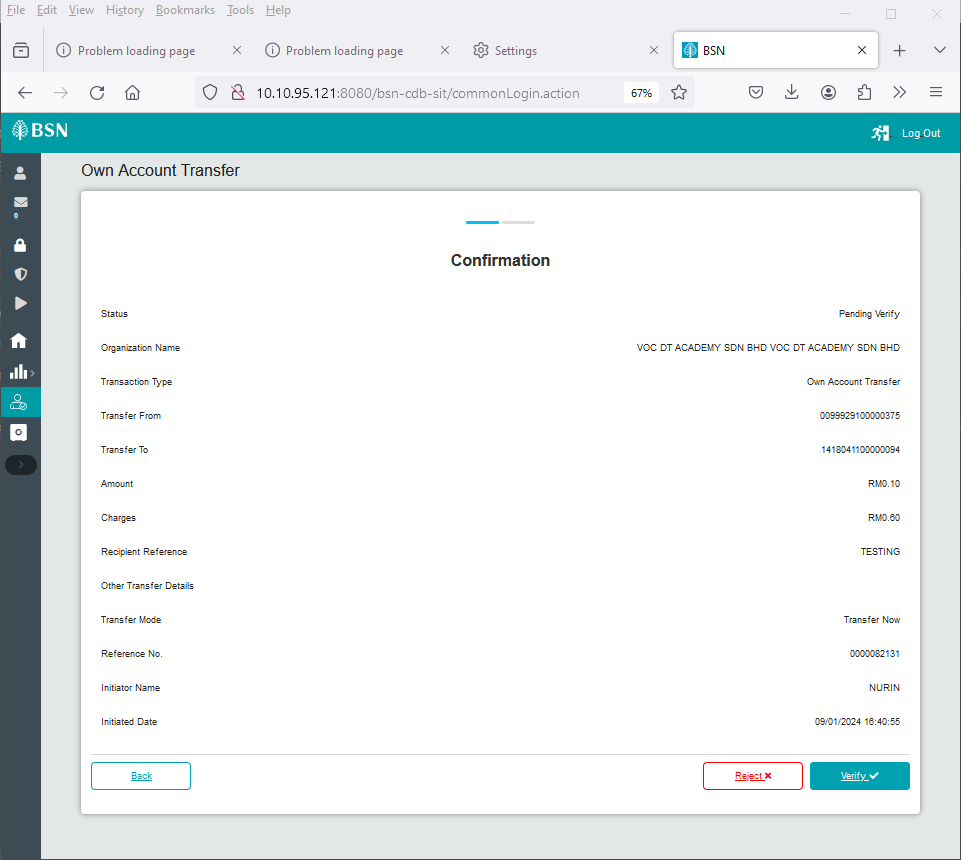 File Edit View History Bookmarks Tools Help
Problem loading page
Problem loading page
Settings
BSN
10.10.95.121:8080/bsn-cdb-sit/commonLogin.action
67%
BSN
Log Out
0
Own Account Transfer
Confirmation
Status Pending Verify
Organization Name VOC DT ACADEMY SDN BHD VOC DT ACADEMY SDN BHD
Transaction Type Own Account Transfer
Transfer From 0099929100000375
Transfer To 1418041100000094
Amount RM0.10
Charges RM0.60
Recipient Reference TESTING
Other Transfer Details
Transfer Mode Transfer Now
Reference No. 0000082131
Initiator Name NURIN
Initiated Date 09/01/2024 16:40:55
Back Reject Verify